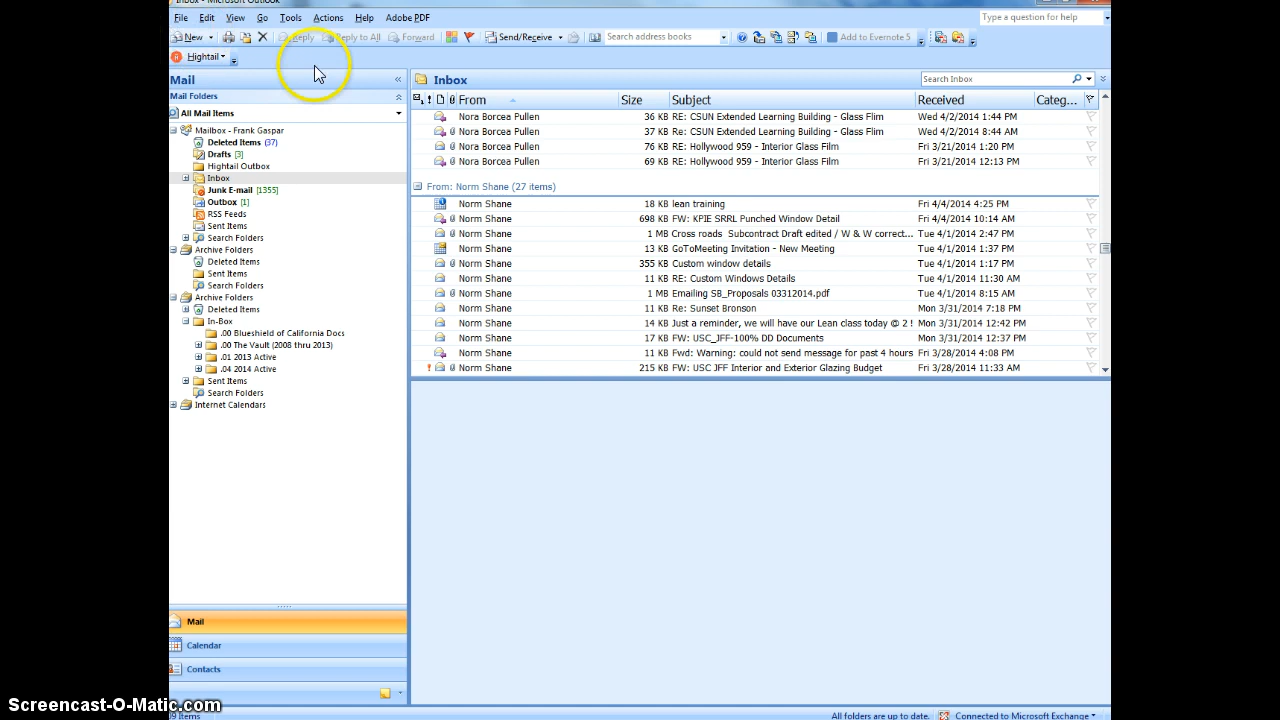 Inbox - Microsoft Outlook
File Edit View Go Tools Actions Help Adobe PDF Type a question for help
New Reply Reply to All Forward Send/Receive Search address books Add to Evernote 5
Hightail
Mail « Inbox Search Inbox
Mail Folders
All Mail Items
From Size Subject Received Categ...
Mailbox - Frank Gaspar
Deleted Items (37)
Drafts [3]
Hightail Outbox
Inbox
Junk E-mail [1355]
Outbox [1]
RSS Feeds
Sent Items
Search Folders
Archive Folders
Deleted Items
Sent Items
Search Folders
Archive Folders
Deleted Items
In-Box
.00 Blueshield of California Docs
.00 The Vault (2008 thru 2013)
.01 2013 Active
.04 2014 Active
Sent Items
Search Folders
Internet Calendars
Nora Borcea Pullen 36 KB RE: CSUN Extended Learning Building - Glass Flim Wed 4/2/2014 1:44 PM
Nora Borcea Pullen 37 KB RE: CSUN Extended Learning Building - Glass Flim Wed 4/2/2014 8:44 AM
Nora Borcea Pullen 76 KB RE: Hollywood 959 - Interior Glass Film Fri 3/21/2014 1:20 PM
Nora Borcea Pullen 69 KB RE: Hollywood 959 - Interior Glass Film Fri 3/21/2014 12:13 PM
From: Norm Shane (27 items)
Norm Shane 18 KB lean training Fri 4/4/2014 4:25 PM
Norm Shane 698 KB FW: KPIE SRRL Punched Window Detail Fri 4/4/2014 10:14 AM
Norm Shane 1 MB Cross roads Subcontract Draft edited / W & W correct... Tue 4/1/2014 2:47 PM
Norm Shane 13 KB GoToMeeting Invitation - New Meeting Tue 4/1/2014 1:37 PM
Norm Shane 355 KB Custom window details Tue 4/1/2014 1:17 PM
Norm Shane 11 KB RE: Custom Windows Details Tue 4/1/2014 11:30 AM
Norm Shane 1 MB Emailing SB_Proposals 03312014.pdf Tue 4/1/2014 8:15 AM
Norm Shane 11 KB Re: Sunset Bronson Mon 3/31/2014 7:18 PM
Norm Shane 14 KB Just a reminder, we will have our Lean class today @ 2 ! Mon 3/31/2014 12:42 PM
Norm Shane 17 KB FW: USC_JFF-100% DD Documents Mon 3/31/2014 12:37 PM
Norm Shane 11 KB Fwd: Warning: could not send message for past 4 hours Fri 3/28/2014 4:08 PM
Norm Shane 215 KB FW: USC JFF Interior and Exterior Glazing Budget Fri 3/28/2014 11:33 AM
Mail
Calendar
Contacts
Items All folders are up to date. Connected to Microsoft Exchange
Screencast-O-Matic.com